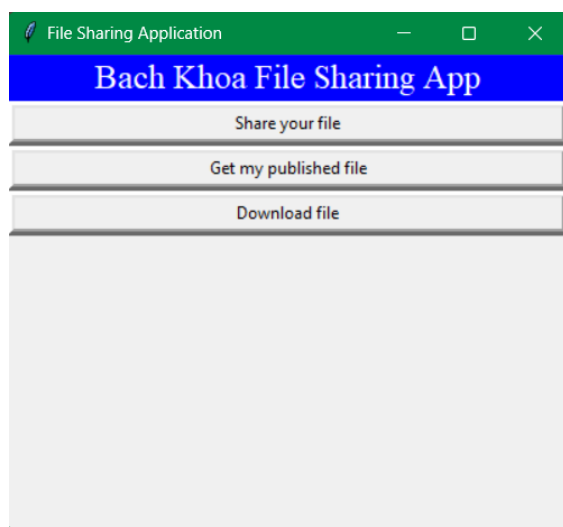 File Sharing Application
Bach Khoa File Sharing App
Share your file
Get my published file
Download file